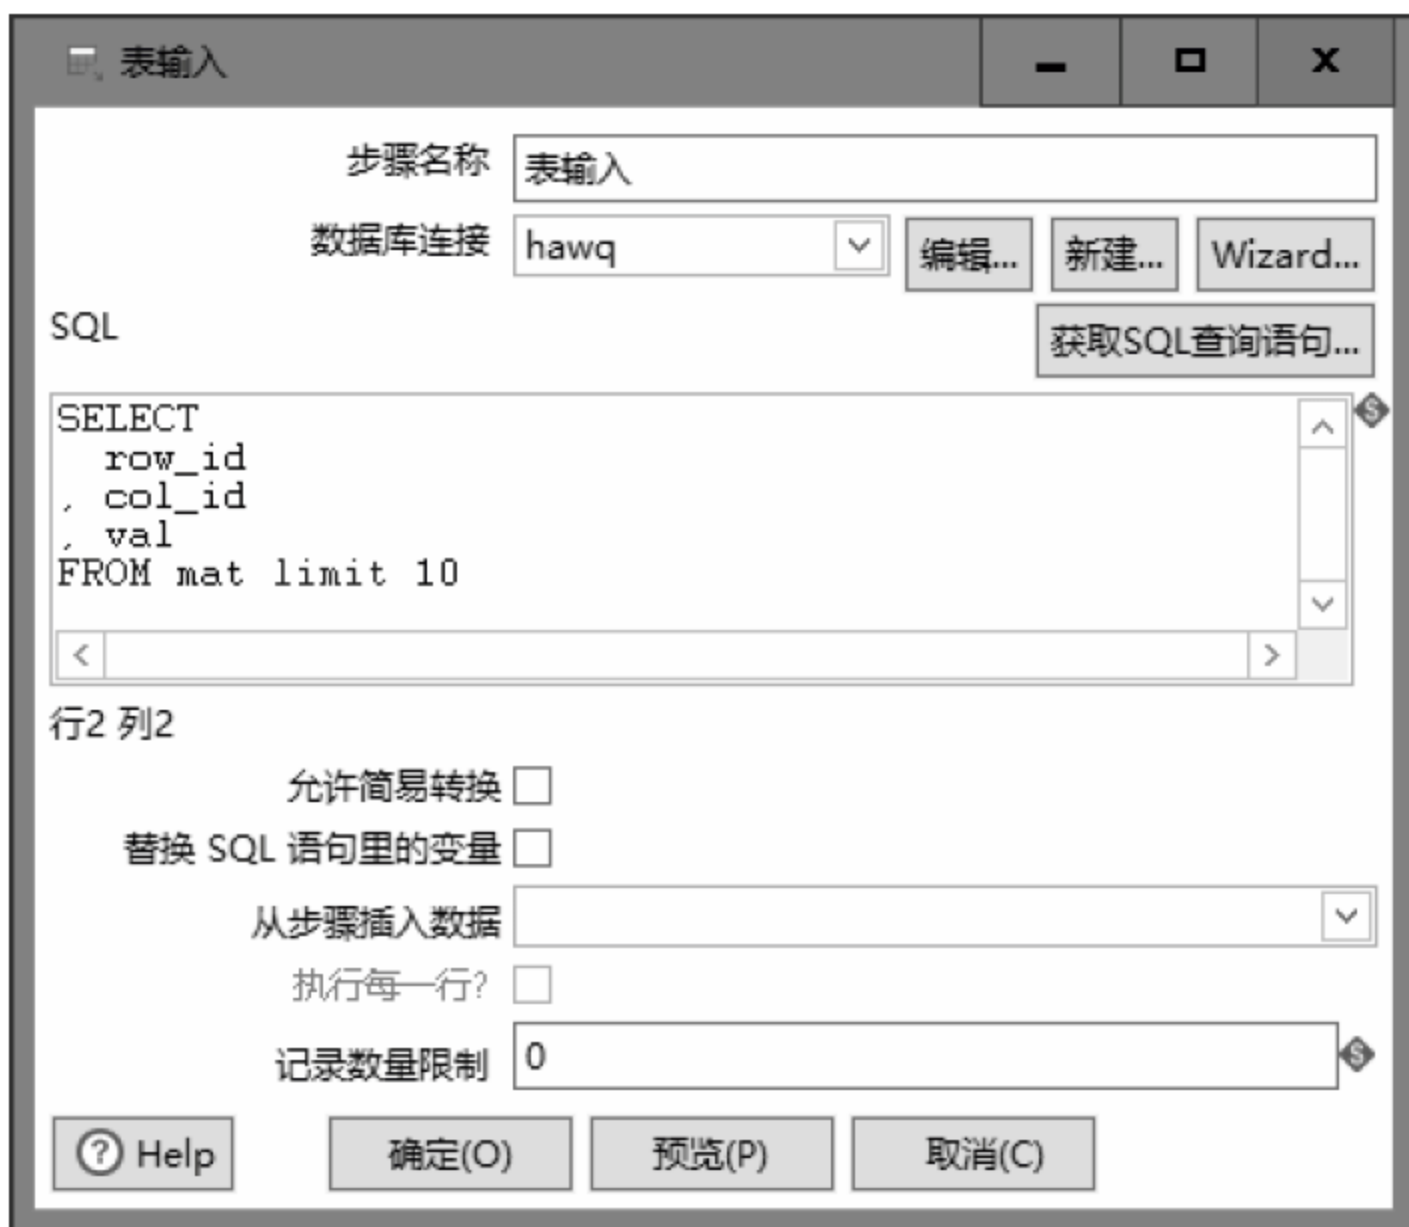 表输入
步骤名称 表输入
数据库连接 hawq 编辑... 新建... Wizard...
SQL 获取SQL查询语句...
SELECT
  row_id
, col_id
, val
FROM mat limit 10
行2 列2
允许简易转换
替换 SQL 语句里的变量
从步骤插入数据
执行每一行?
记录数量限制 0
Help 确定(O) 预览(P) 取消(C)